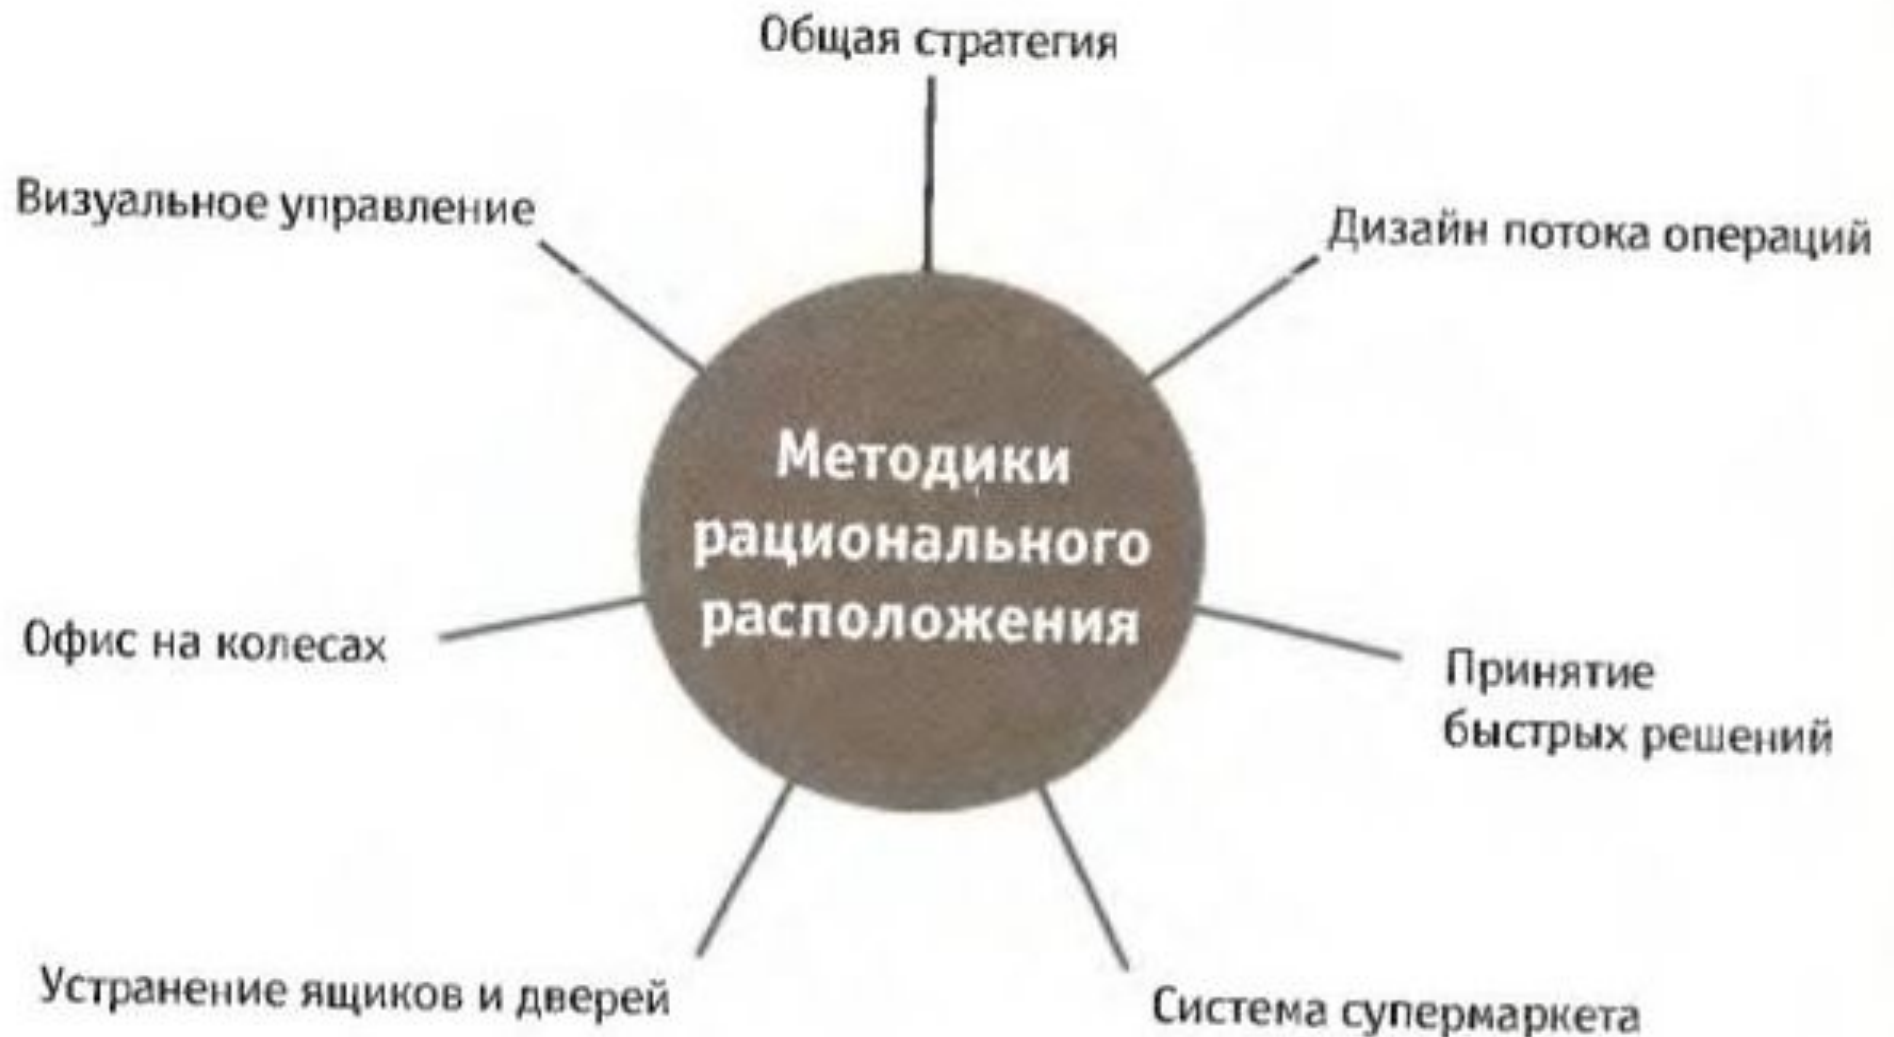 Общая стратегия
Визуальное управление
Дизайн потока операций
Методики
рационального
расположения
Офис на колесах
Принятие
быстрых решений
Устранение ящиков и дверей
Система супермаркета